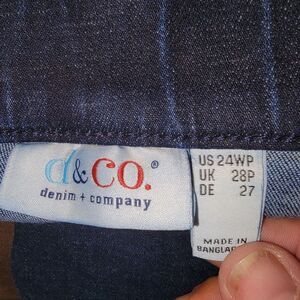 d&co.®
denim + company
US 24WP
UK 28P
DE 27
MADE IN